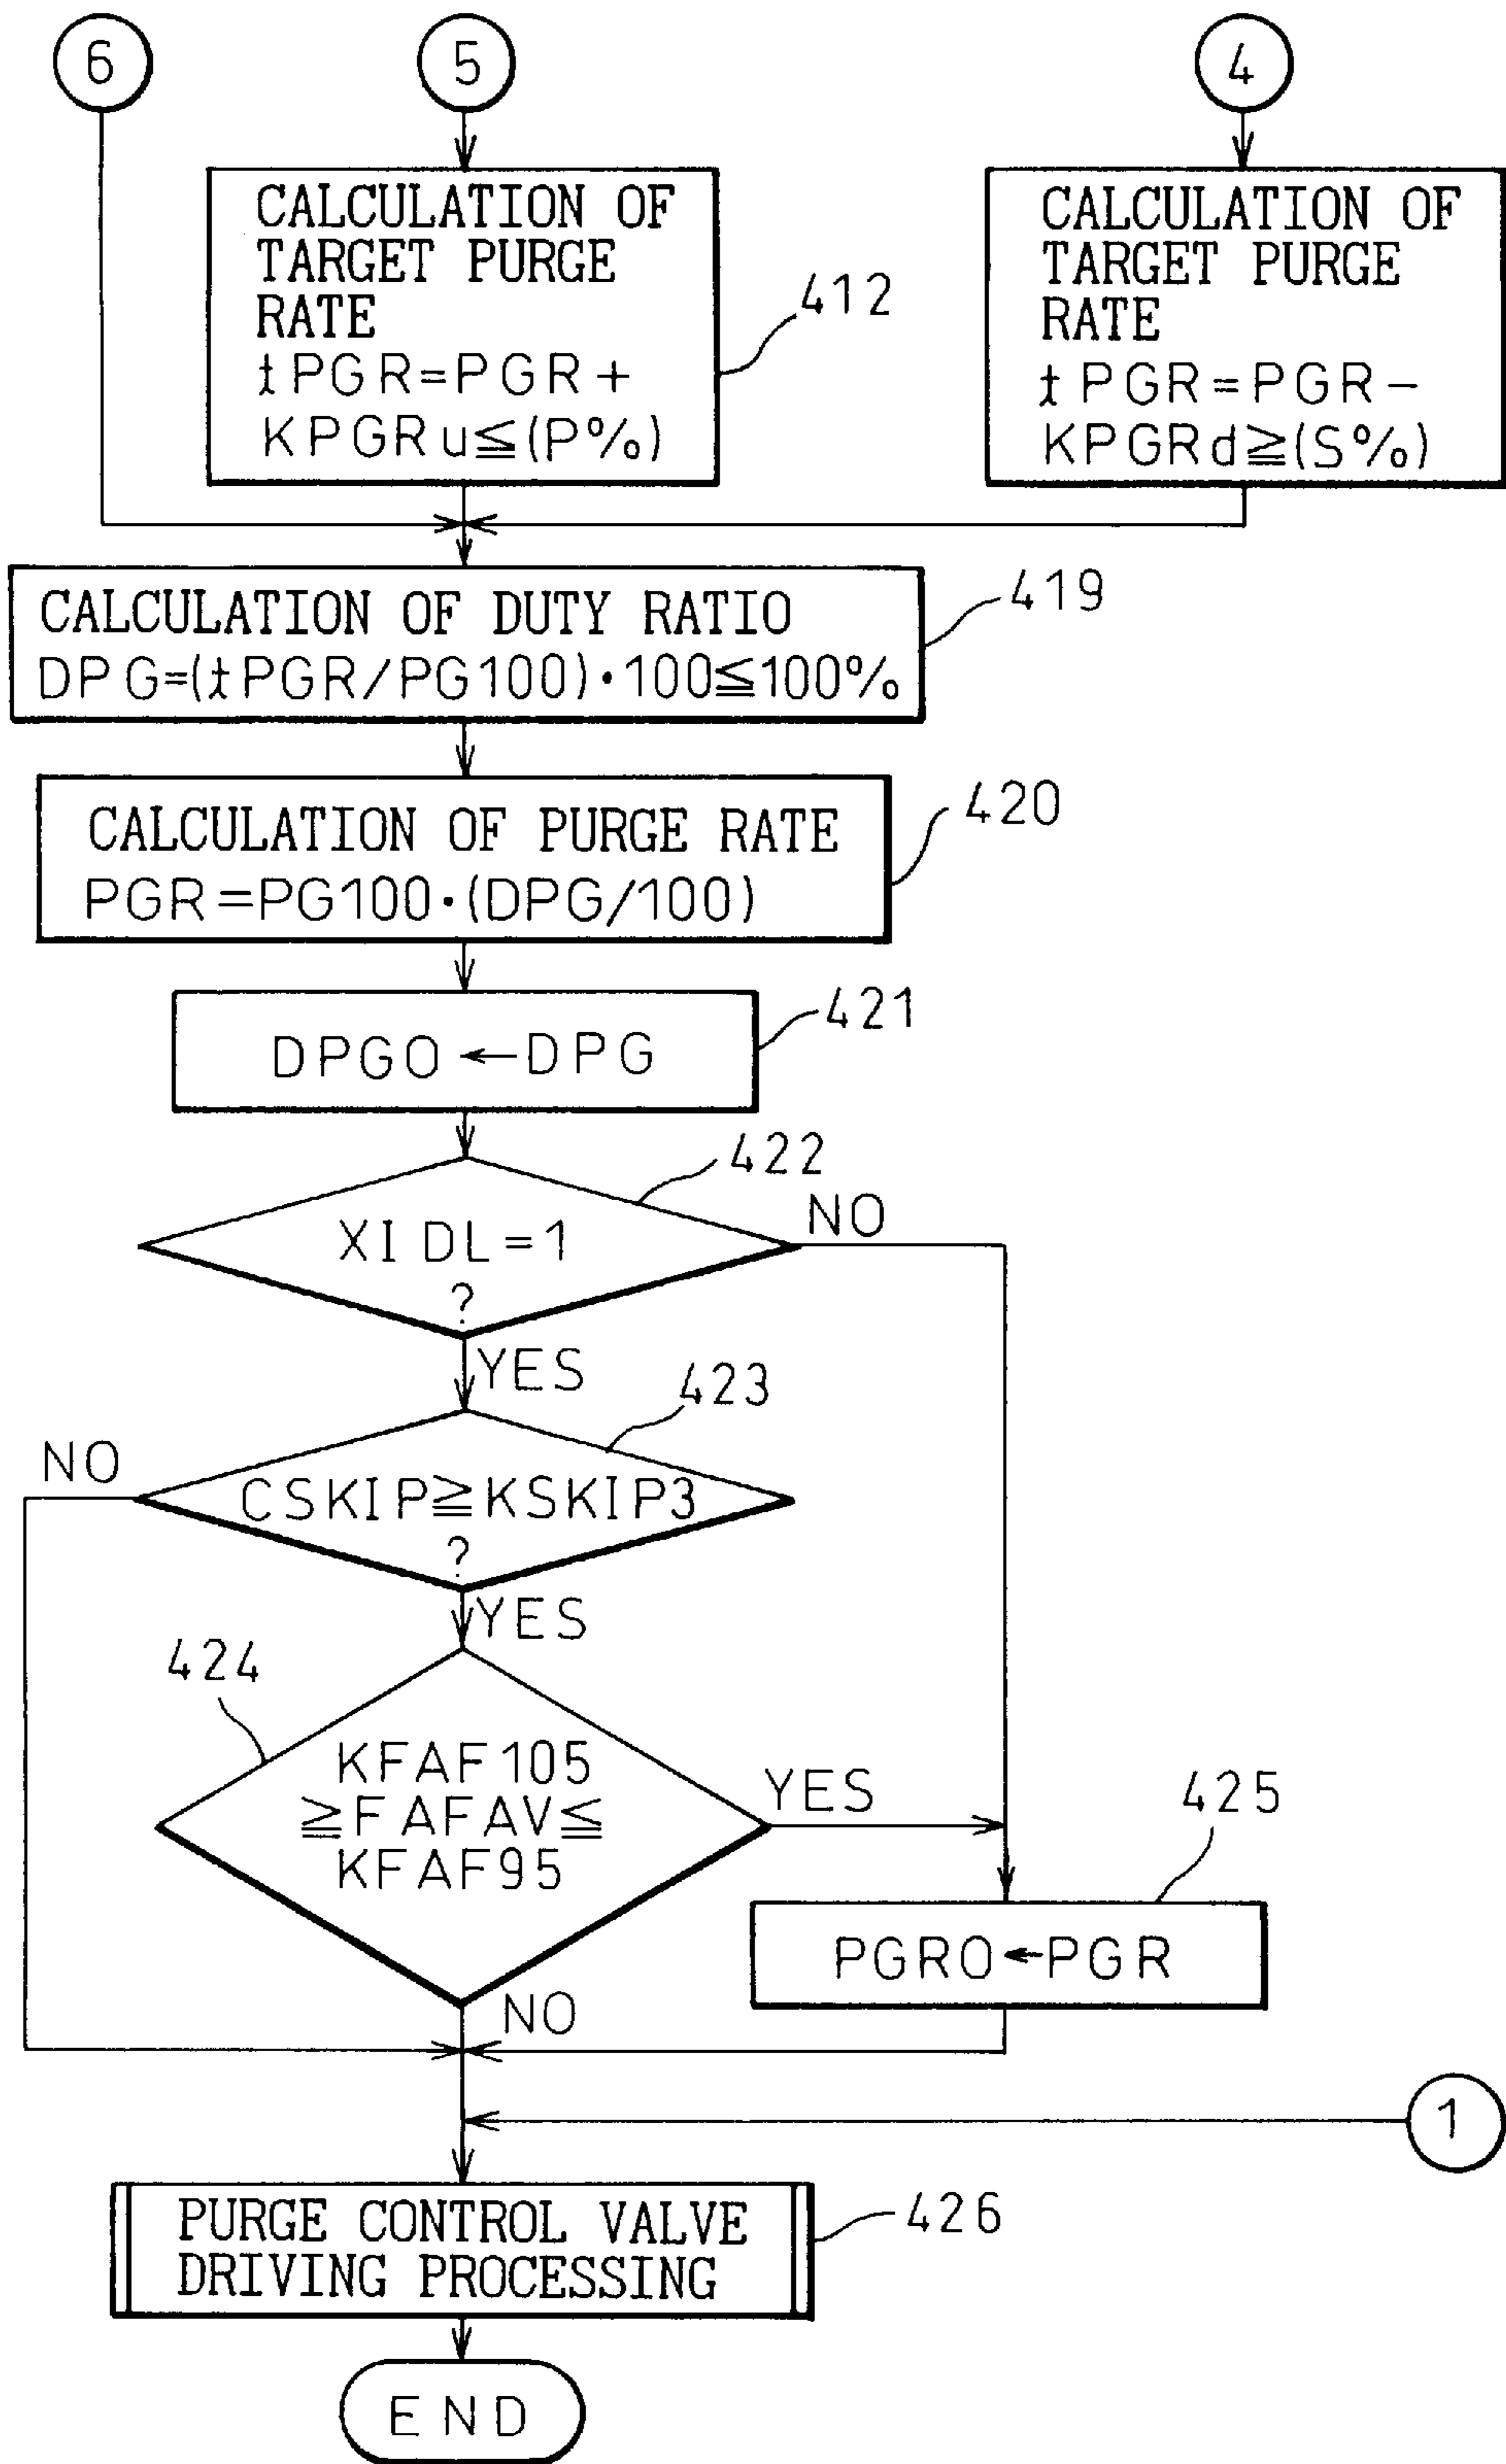 6
5
4
CALCULATION OF
TARGET PURGE
RATE
tPGR=PGR+
KPGRu≦(P%)
412
CALCULATION OF
TARGET PURGE
RATE
tPGR=PGR-
KPGRd≧(S%)
CALCULATION OF DUTY RATIO
DPG=(tPGR/PG100)·100≦100%
419
CALCULATION OF PURGE RATE
PGR=PG100·(DPG/100)
420
DPGO←DPG
421
422
XIDL=1
?
NO
YES
423
NO
CSKIP≧KSKIP3
?
YES
424
KFAF105
≧FAFAV≦
KFAF95
YES
425
PGRO←PGR
NO
1
PURGE CONTROL VALVE
DRIVING PROCESSING
426
END